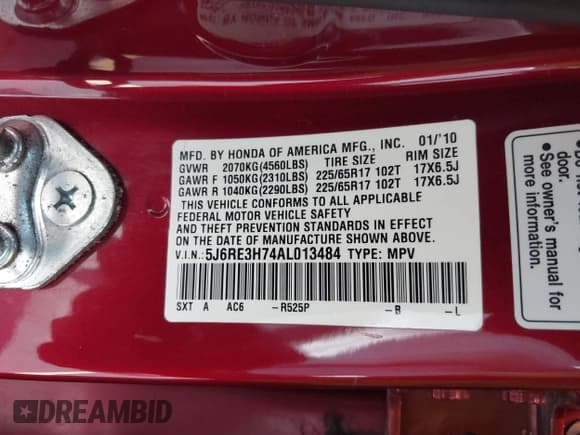 MFD. BY HONDA OF AMERICA MFG., INC. 01/'10
GVWR 2070KG(4560LBS) TIRE SIZE RIM SIZE
GAWR F 1050KG(2310LBS) 225/65R17 102T 17X6.5J
GAWR R 1040KG(2290LBS) 225/65R17 102T 17X6.5J
THIS VEHICLE CONFORMS TO ALL APPLICABLE
FEDERAL MOTOR VEHICLE SAFETY
AND THEFT PREVENTION STANDARDS IN EFFECT
ON THE DATE OF MANUFACTURE SHOWN ABOVE.
V.I.N.: 5J6RE3H74AL013484 TYPE: MPV
SXT A AC6 -R525P -B -L
door.
• See owner's manual for
more information.
DREAMBID